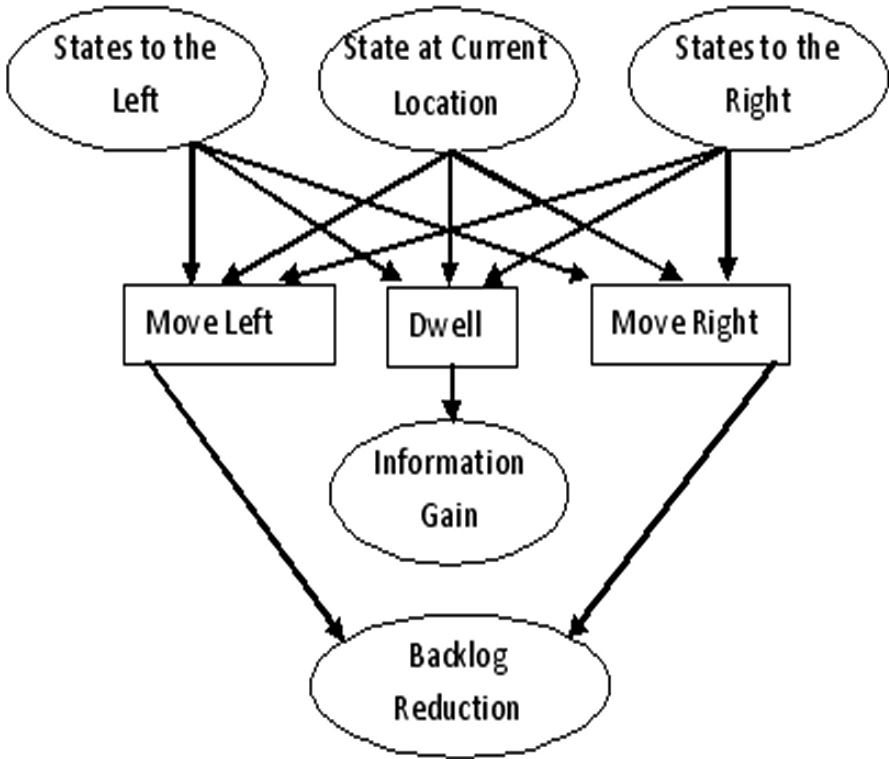 States to the
Left
State at Current
Location
States to the
Right
Move Left
Dwell
Move Right
Information
Gain
Backlog
Reduction